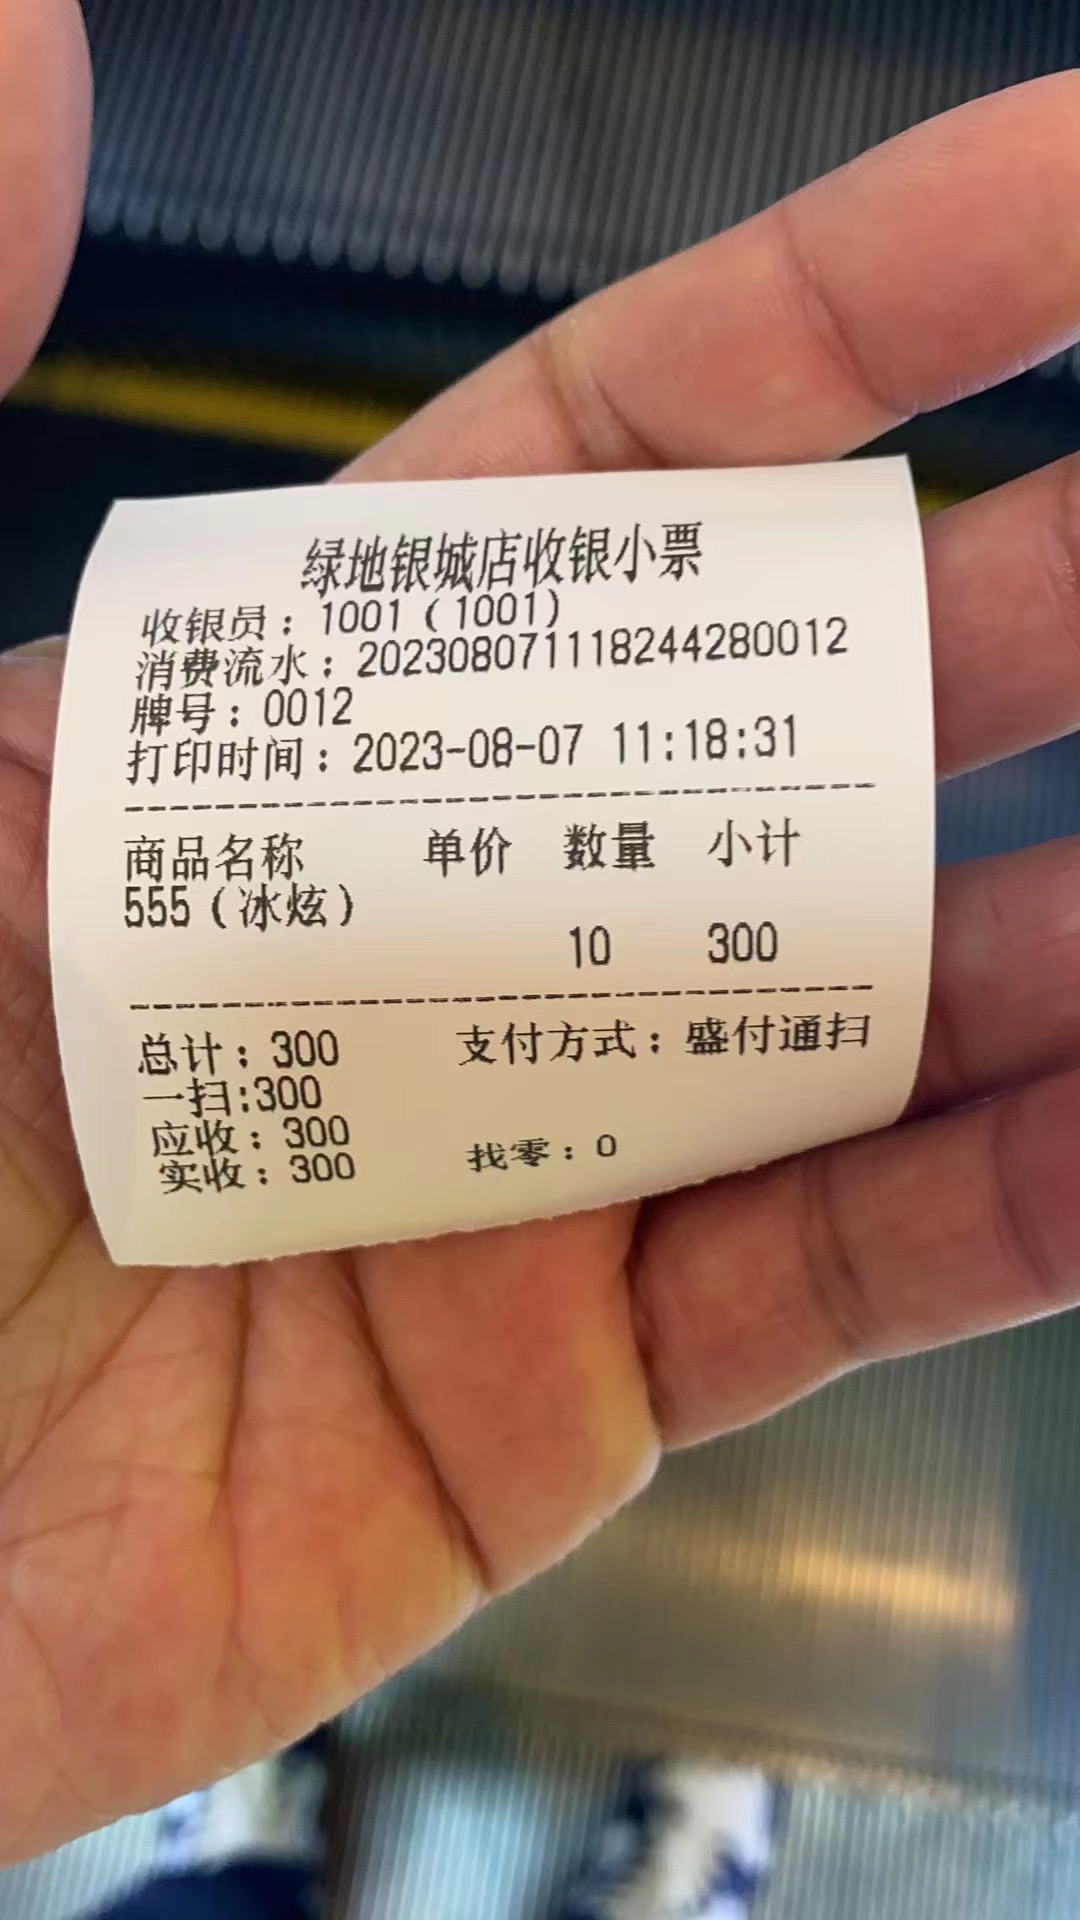 绿地银城店收银小票
收银员：1001（1001）
消费流水：202308071118244280012
牌号：0012
打印时间：2023-08-07 11:18:31
商品名称 单价 数量 小计
555（冰炫）
10 300
总计：300 支付方式：盛付通扫
一扫:300
应收：300
实收：300 找零：0